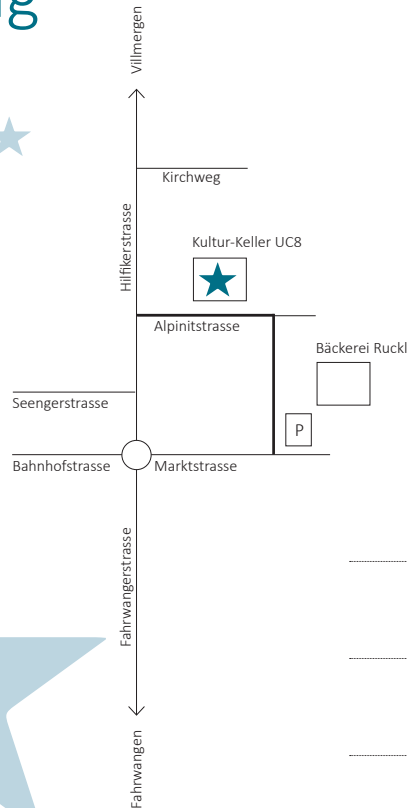 g
Villmergen
Kirchweg
Hilfikerstrasse
Kultur-Keller UC8
Alpinitstrasse
Bäckerei Ruckl
Seengerstrasse
P
Bahnhofstrasse
Marktstrasse
Fahrwangerstrasse
Fahrwangen